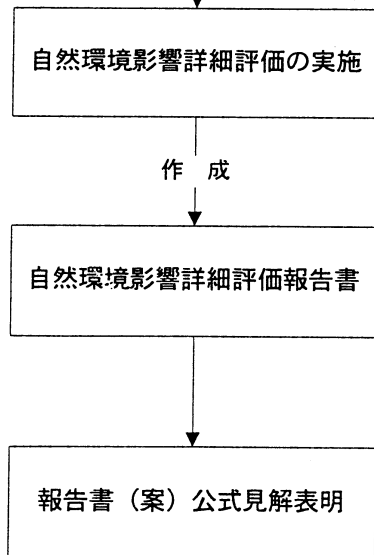 自然環境影響詳細評価の実施
作 成
自然環境影響詳細評価報告書
報告書（案）公式見解表明